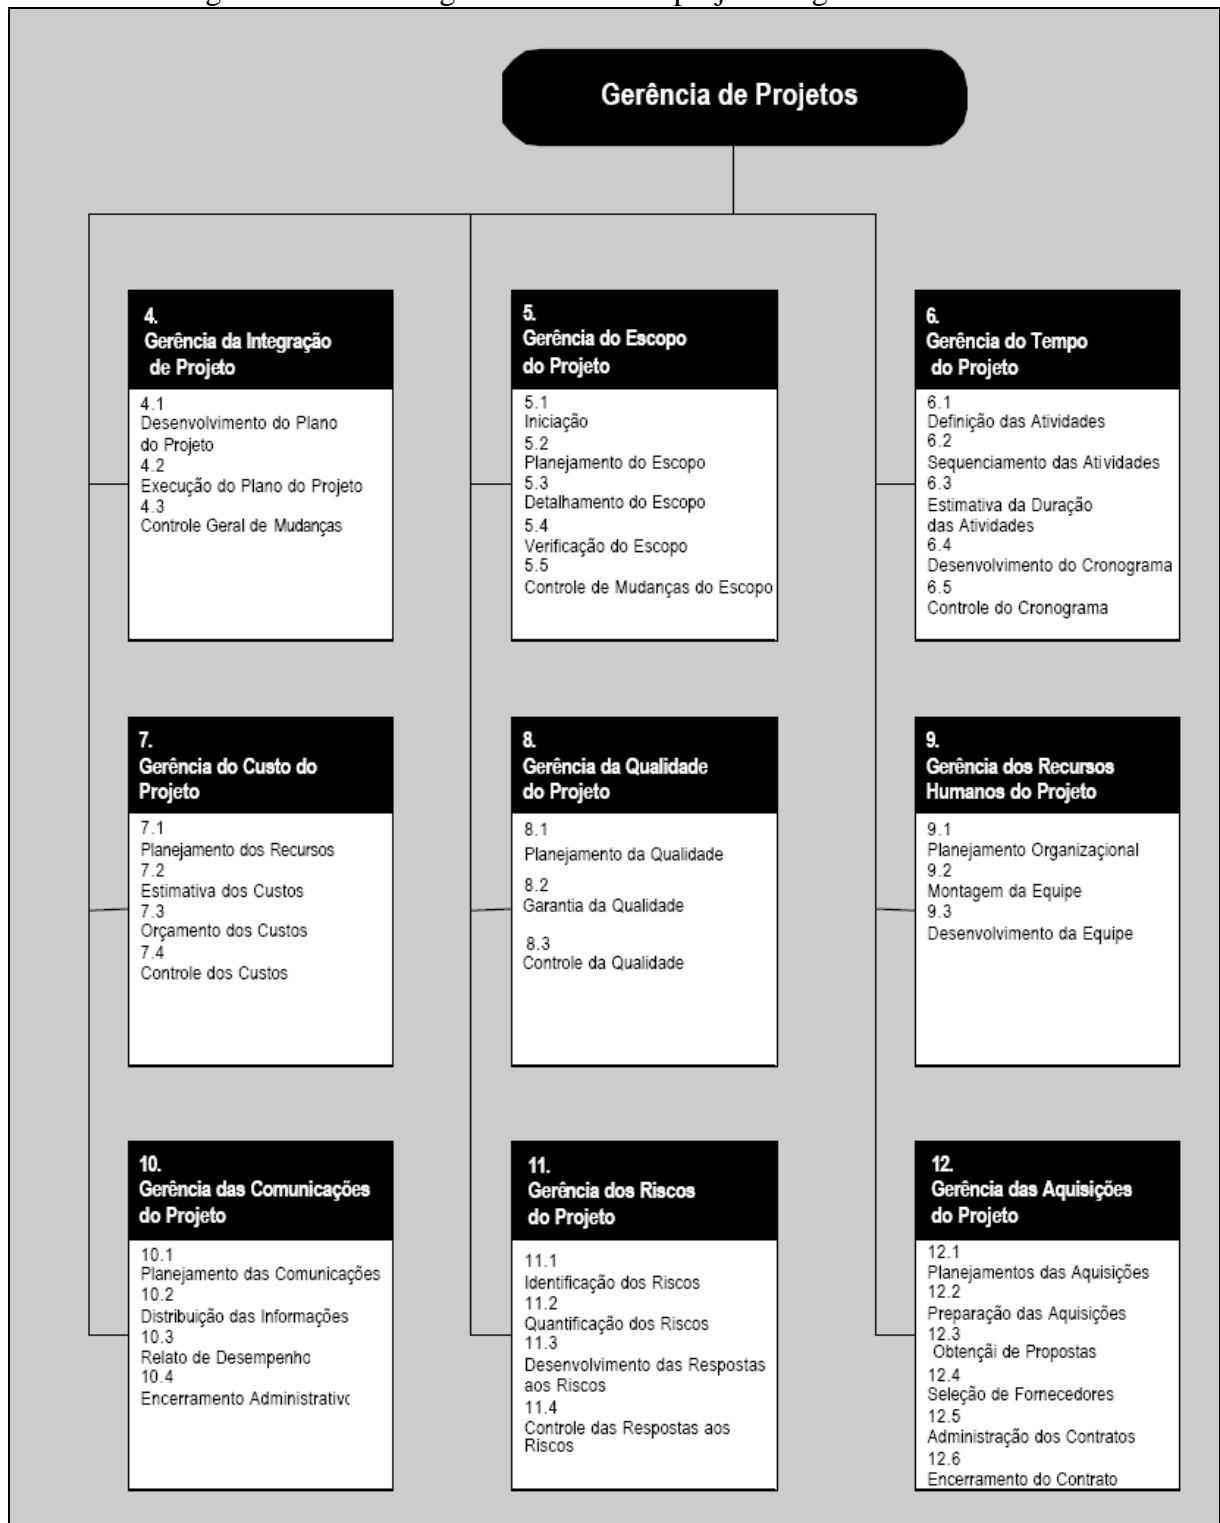 Gerência de Projetos
4.
Gerência da Integração
de Projeto
4.1
Desenvolvimento do Plano
do Projeto
4.2
Execução do Plano do Projeto
4.3
Controle Geral de Mudanças
5.
Gerência do Escopo
do Projeto
5.1
Iniciação
5.2
Planejamento do Escopo
5.3
Detalhamento do Escopo
5.4
Verificação do Escopo
5.5
Controle de Mudanças do Escopo
6.
Gerência do Tempo
do Projeto
6.1
Definição das Atividades
6.2
Sequenciamento das Atividades
6.3
Estimativa da Duração
das Atividades
6.4
Desenvolvimento do Cronograma
6.5
Controle do Cronograma
7.
Gerência do Custo do
Projeto
7.1
Planejamento dos Recursos
7.2
Estimativa dos Custos
7.3
Orçamento dos Custos
7.4
Controle dos Custos
8.
Gerência da Qualidade
do Projeto
8.1
Planejamento da Qualidade
8.2
Garantia da Qualidade
8.3
Controle da Qualidade
9.
Gerência dos Recursos
Humanos do Projeto
9.1
Planejamento Organizaçional
9.2
Montagem da Equipe
9.3
Desenvolvimento da Equipe
10.
Gerência das Comunicações
do Projeto
10.1
Planejamento das Comunicações
10.2
Distribuição das Informações
10.3
Relato de Desempenho
10.4
Encerramento Administrativo
11.
Gerência dos Riscos
do Projeto
11.1
Identificação dos Riscos
11.2
Quantificação dos Riscos
11.3
Desenvolvimento das Respostas
aos Riscos
11.4
Controle das Respostas aos
Riscos
12.
Gerência das Aquisições
do Projeto
12.1
Planejamentos das Aquisições
12.2
Preparação das Aquisições
12.3
Obtençãi de Propostas
12.4
Seleção de Fornecedores
12.5
Administração dos Contratos
12.6
Encerramento do Contrato